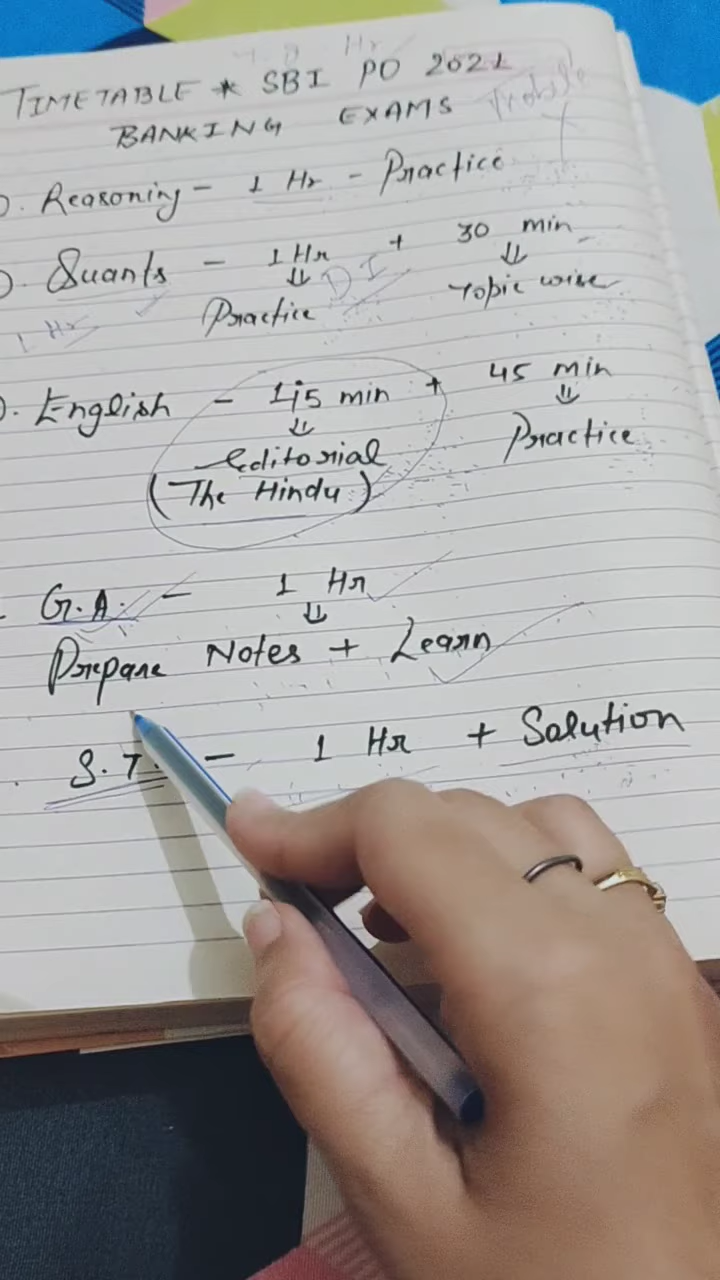 TIMETABLE * SBI PO 2021
BANKING EXAMS
). Reasoning - 1 Hr - Practice
). Quants - 1 Hr + 30 min
⇓ ⇓
Practice Topic wise
). English - 15 min + 45 min
⇓ ⇓
Editorial Practice
(The Hindu)
G.A. - 1 Hr
⇓
Prepare Notes + Learn
S.T. - 1 Hr + Solution